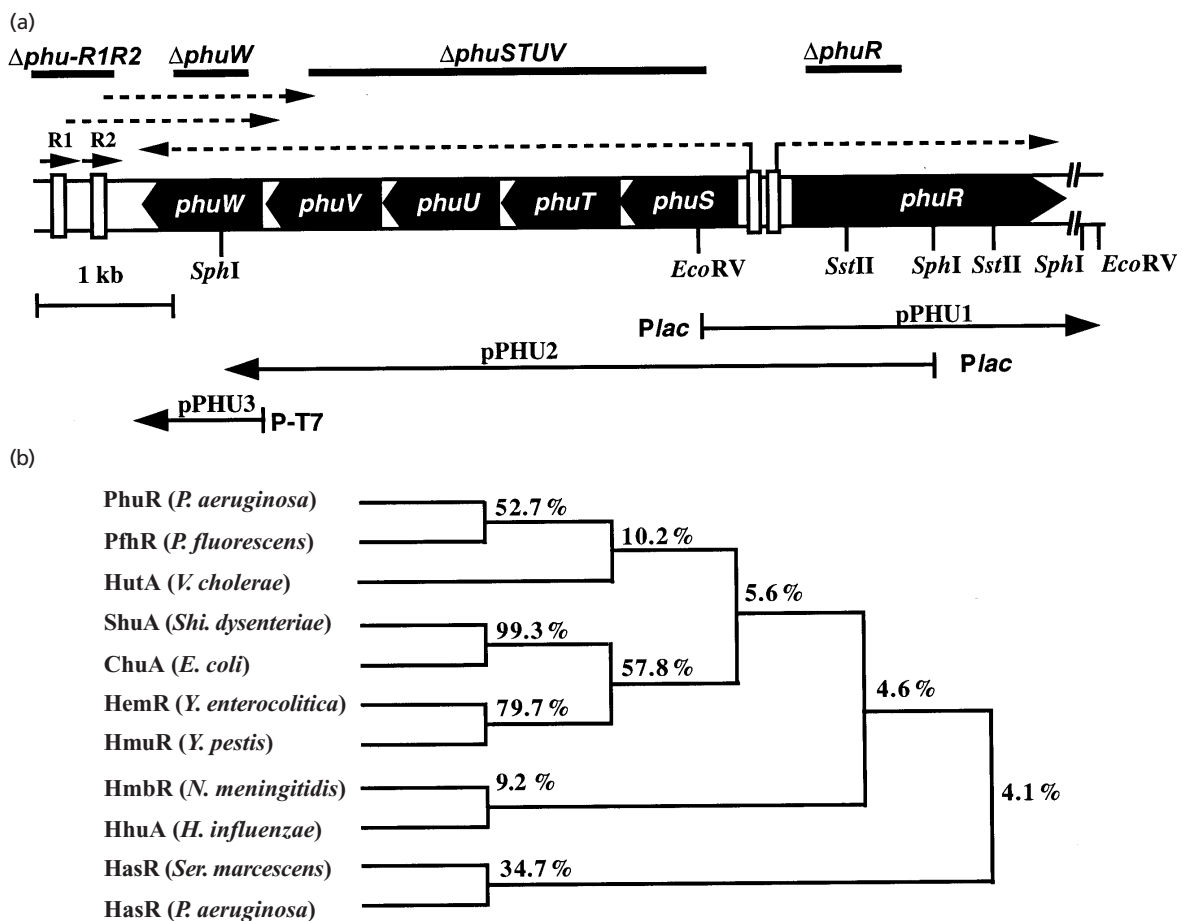 (a)
Δphu-R1R2 ΔphuW ΔphuSTUV ΔphuR
R1 R2
phuW phuV phuU phuT phuS phuR
SphI EcoRV SstII SphI SstII SphI EcoRV
1 kb
Plac pPHU1
pPHU2 Plac
pPHU3 P-T7
(b)
PhuR (P. aeruginosa)
52.7 %
PfhR (P. fluorescens)
10.2 %
HutA (V. cholerae)
5.6 %
ShuA (Shi. dysenteriae)
99.3 %
ChuA (E. coli)
57.8 %
4.6 %
HemR (Y. enterocolitica)
79.7 %
HmuR (Y. pestis)
HmbR (N. meningitidis)
9.2 %
4.1 %
HhuA (H. influenzae)
HasR (Ser. marcescens)
34.7 %
HasR (P. aeruginosa)